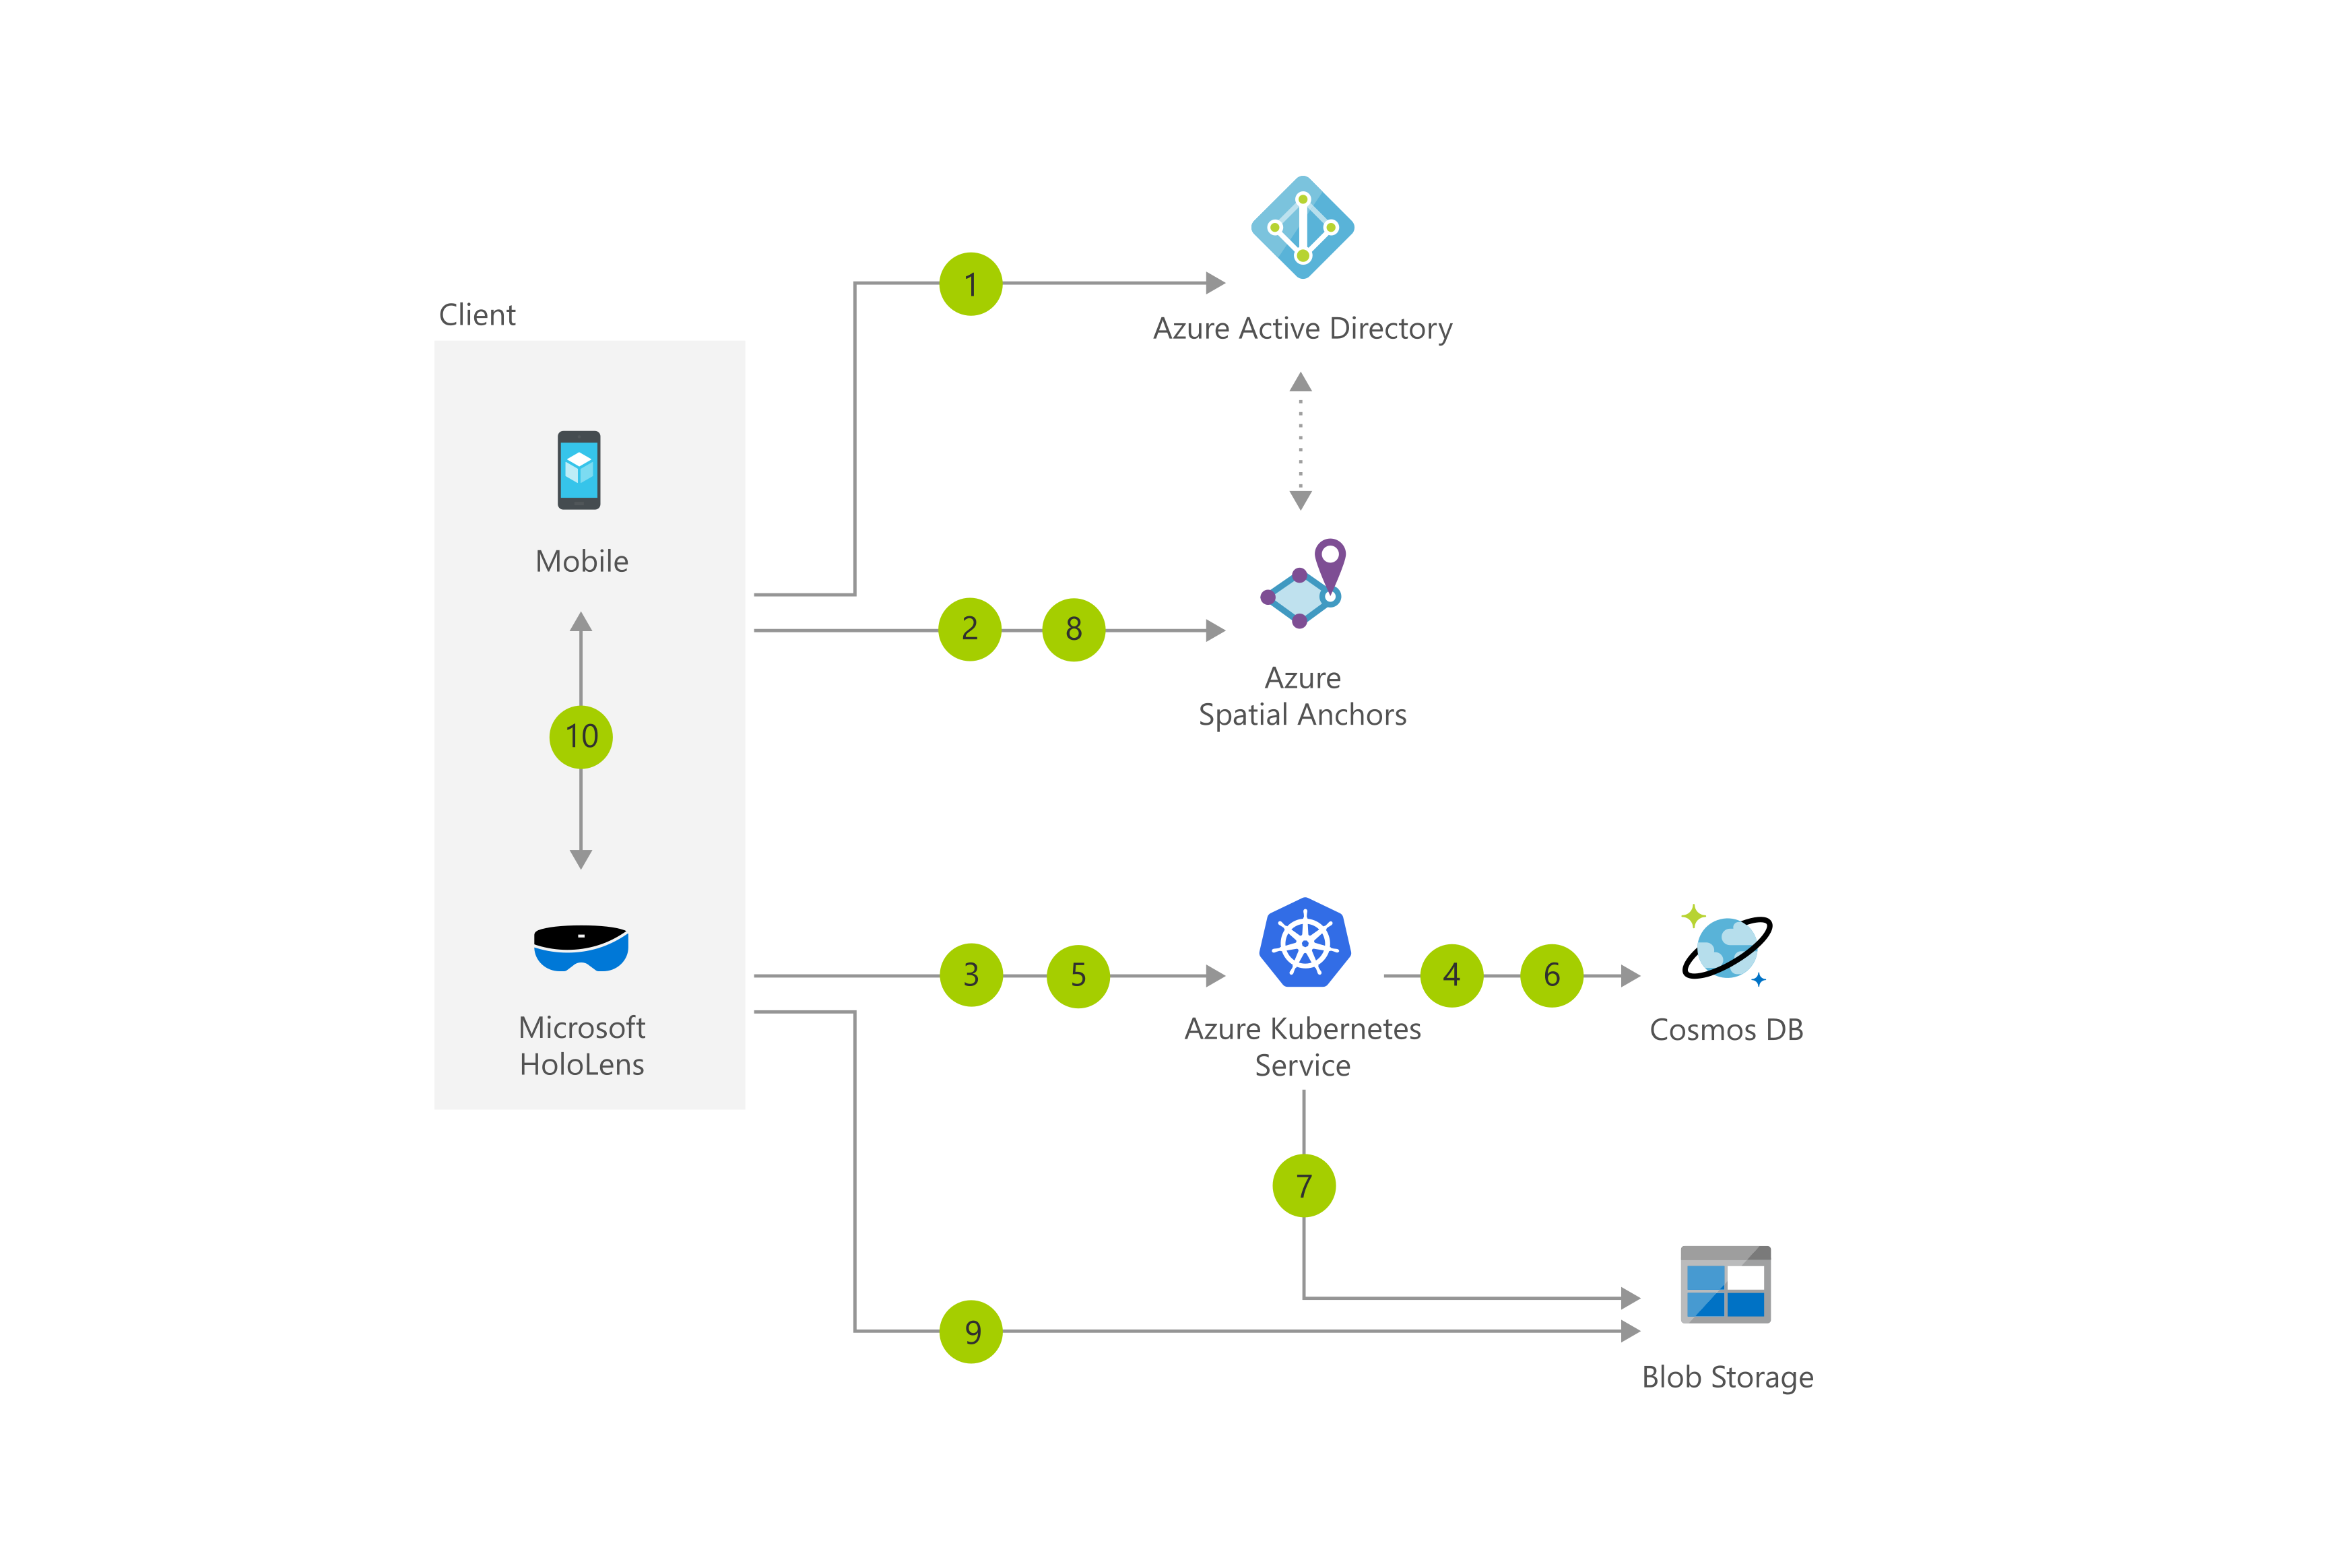 1
Azure Active Directory
Client
Mobile
2
8
Azure
Spatial Anchors
10
3
5
4
6
Microsoft
HoloLens
Azure Kubernetes
Service
Cosmos DB
7
9
Blob Storage